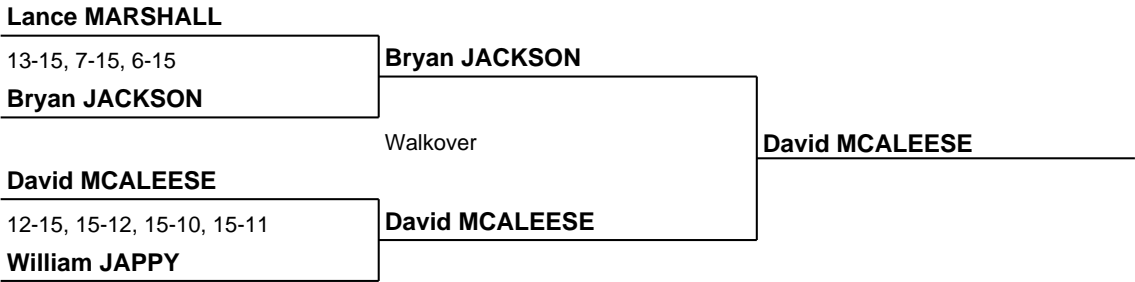 Lance MARSHALL
13-15, 7-15, 6-15
Bryan JACKSON
Bryan JACKSON
Walkover
David MCALEESE
David MCALEESE
12-15, 15-12, 15-10, 15-11
David MCALEESE
William JAPPY